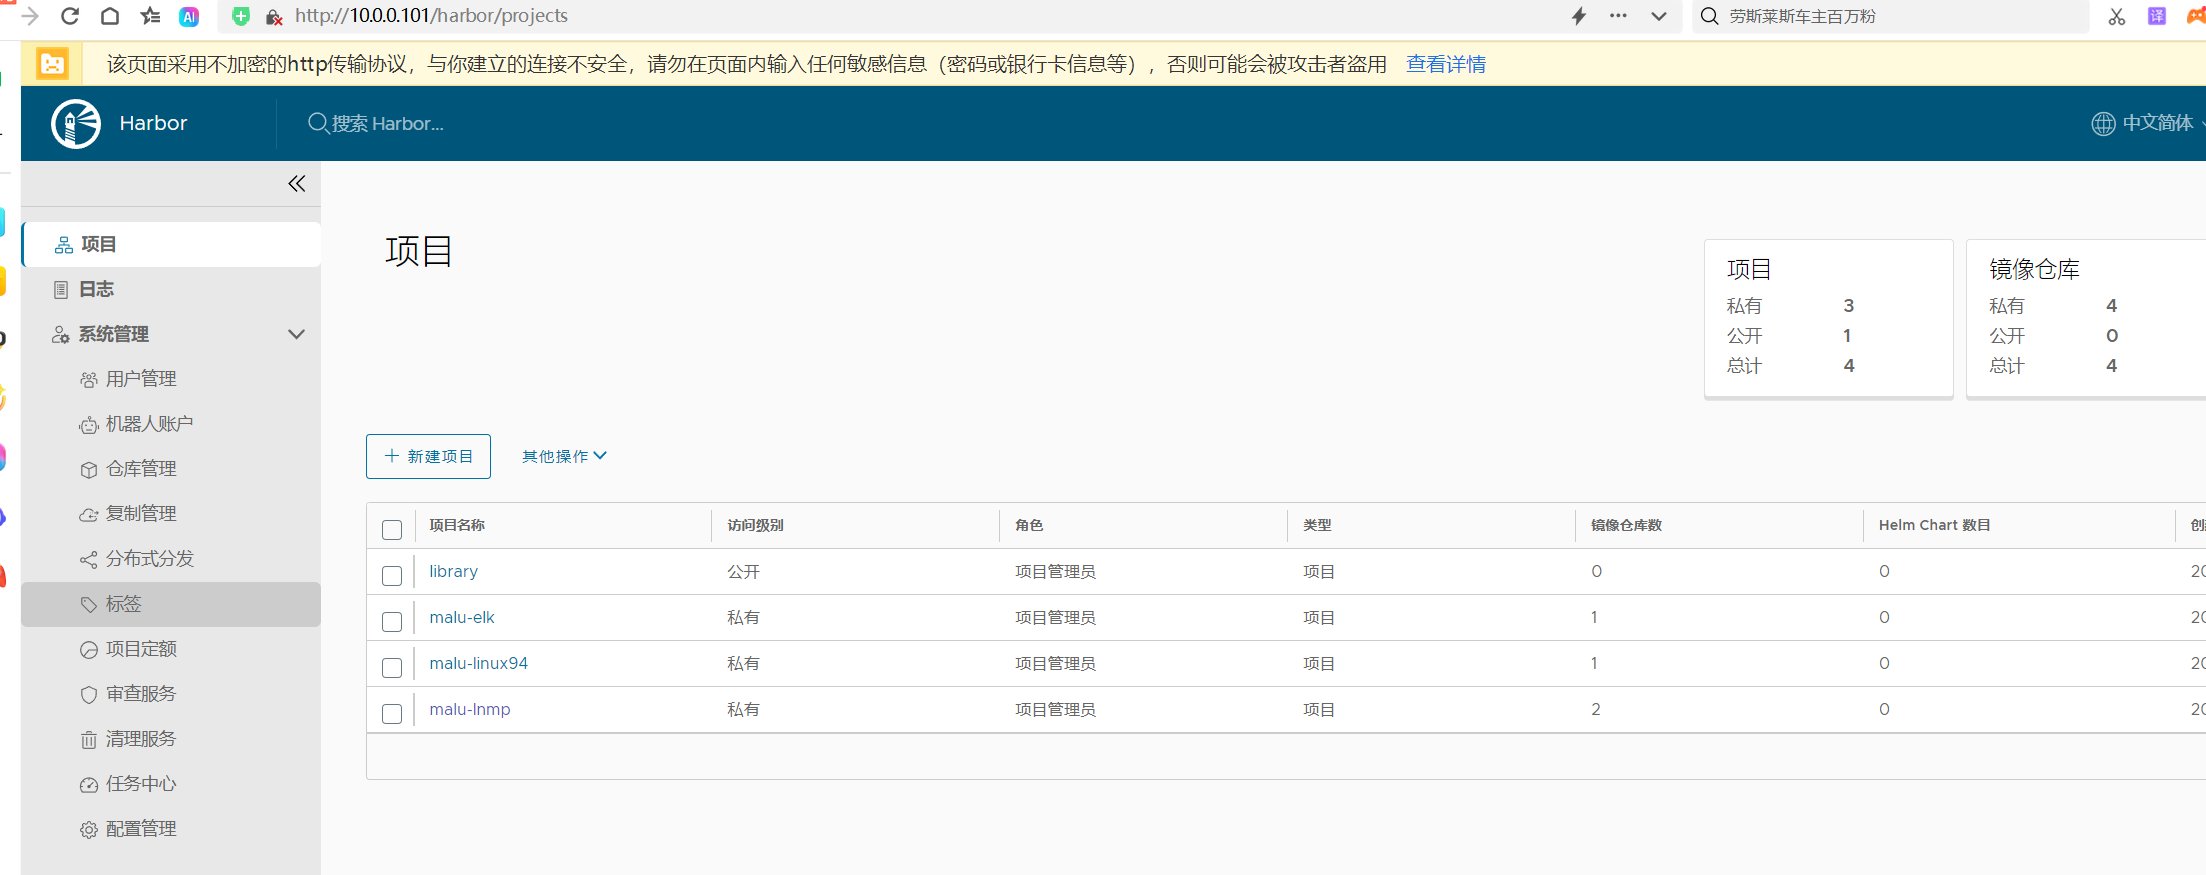 http://10.0.0.101/harbor/projects
劳斯莱斯车主百万粉
译
AI
该页面采用不加密的http传输协议，与你建立的连接不安全，请勿在页面内输入任何敏感信息（密码或银行卡信息等），否则可能会被攻击者盗用 查看详情
Harbor
搜索 Harbor...
中文简体
项目
日志
系统管理
用户管理
机器人账户
仓库管理
复制管理
分布式分发
标签
项目定额
审查服务
清理服务
任务中心
配置管理
项目
项目
私有 3
公开 1
总计 4
镜像仓库
私有 4
公开 0
总计 4
新建项目
其他操作
项目名称 访问级别 角色 类型 镜像仓库数 Helm Chart 数目
library 公开 项目管理员 项目 0 0
malu-elk 私有 项目管理员 项目 1 0
malu-linux94 私有 项目管理员 项目 1 0
malu-lnmp 私有 项目管理员 项目 2 0